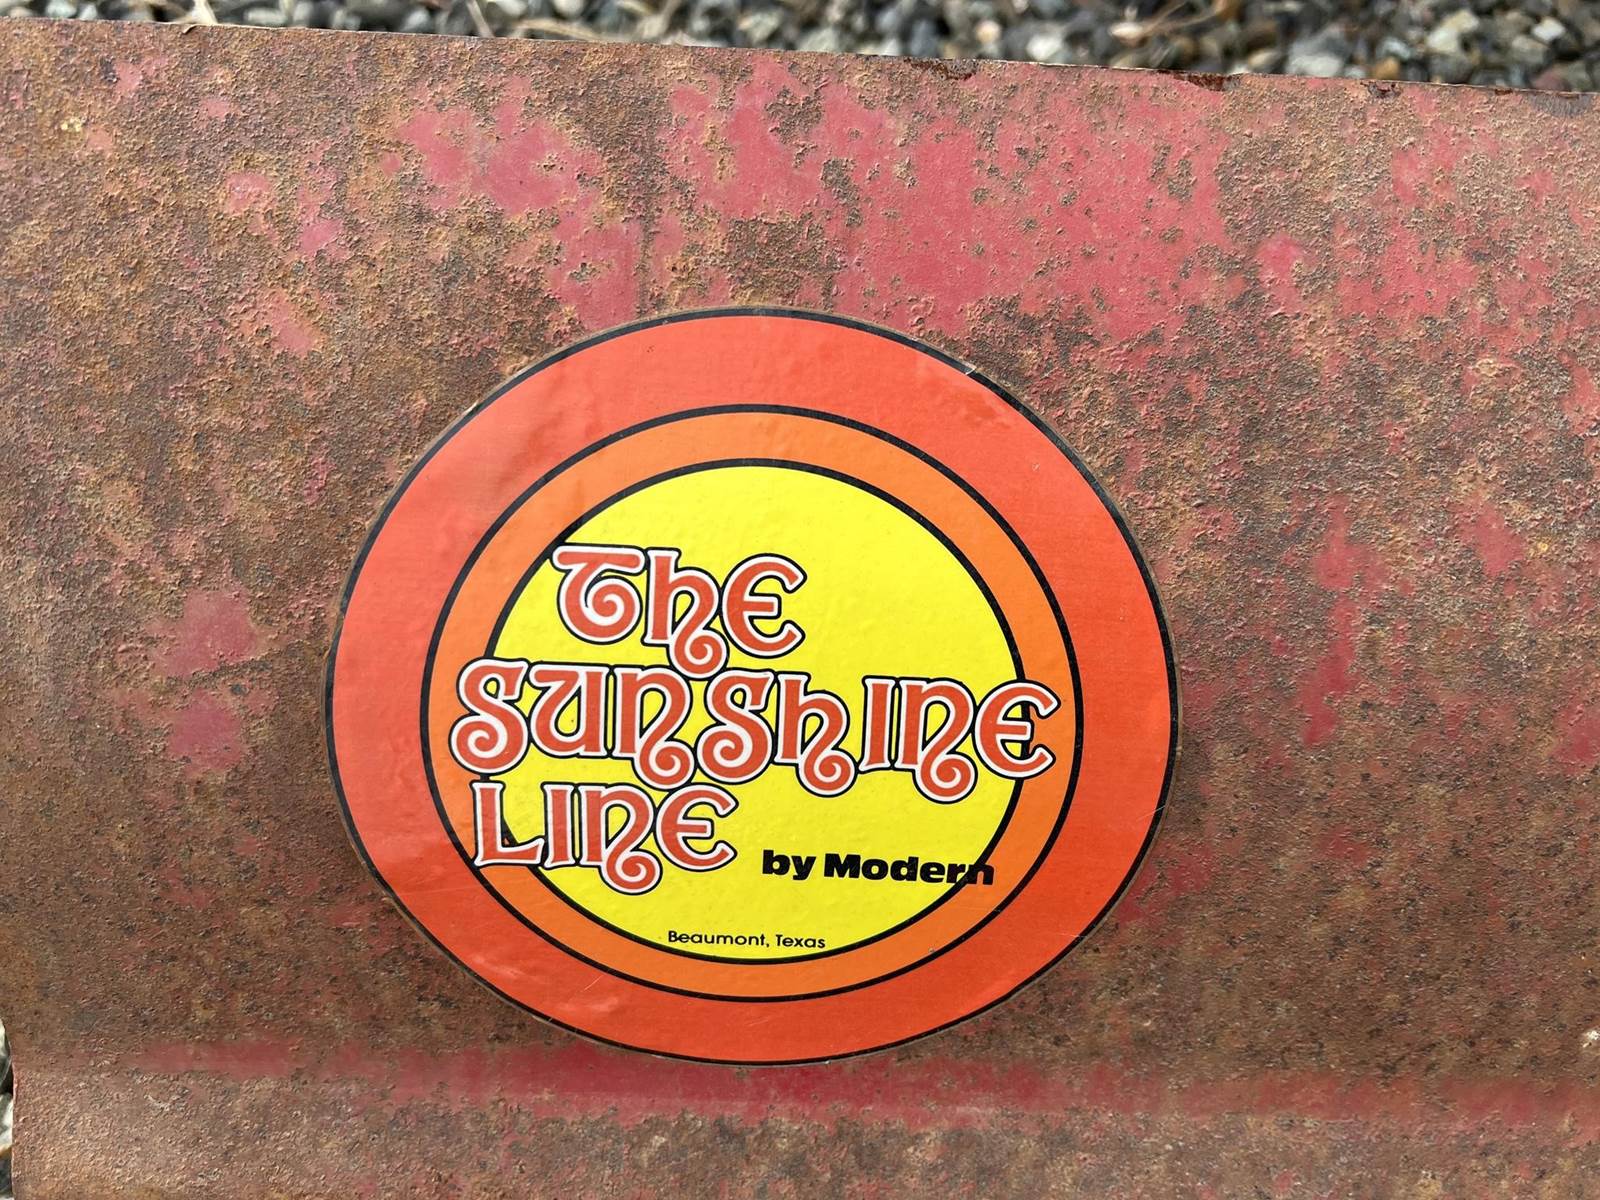 The
Sunshine
Line
by Modern
Beaumont, Texas